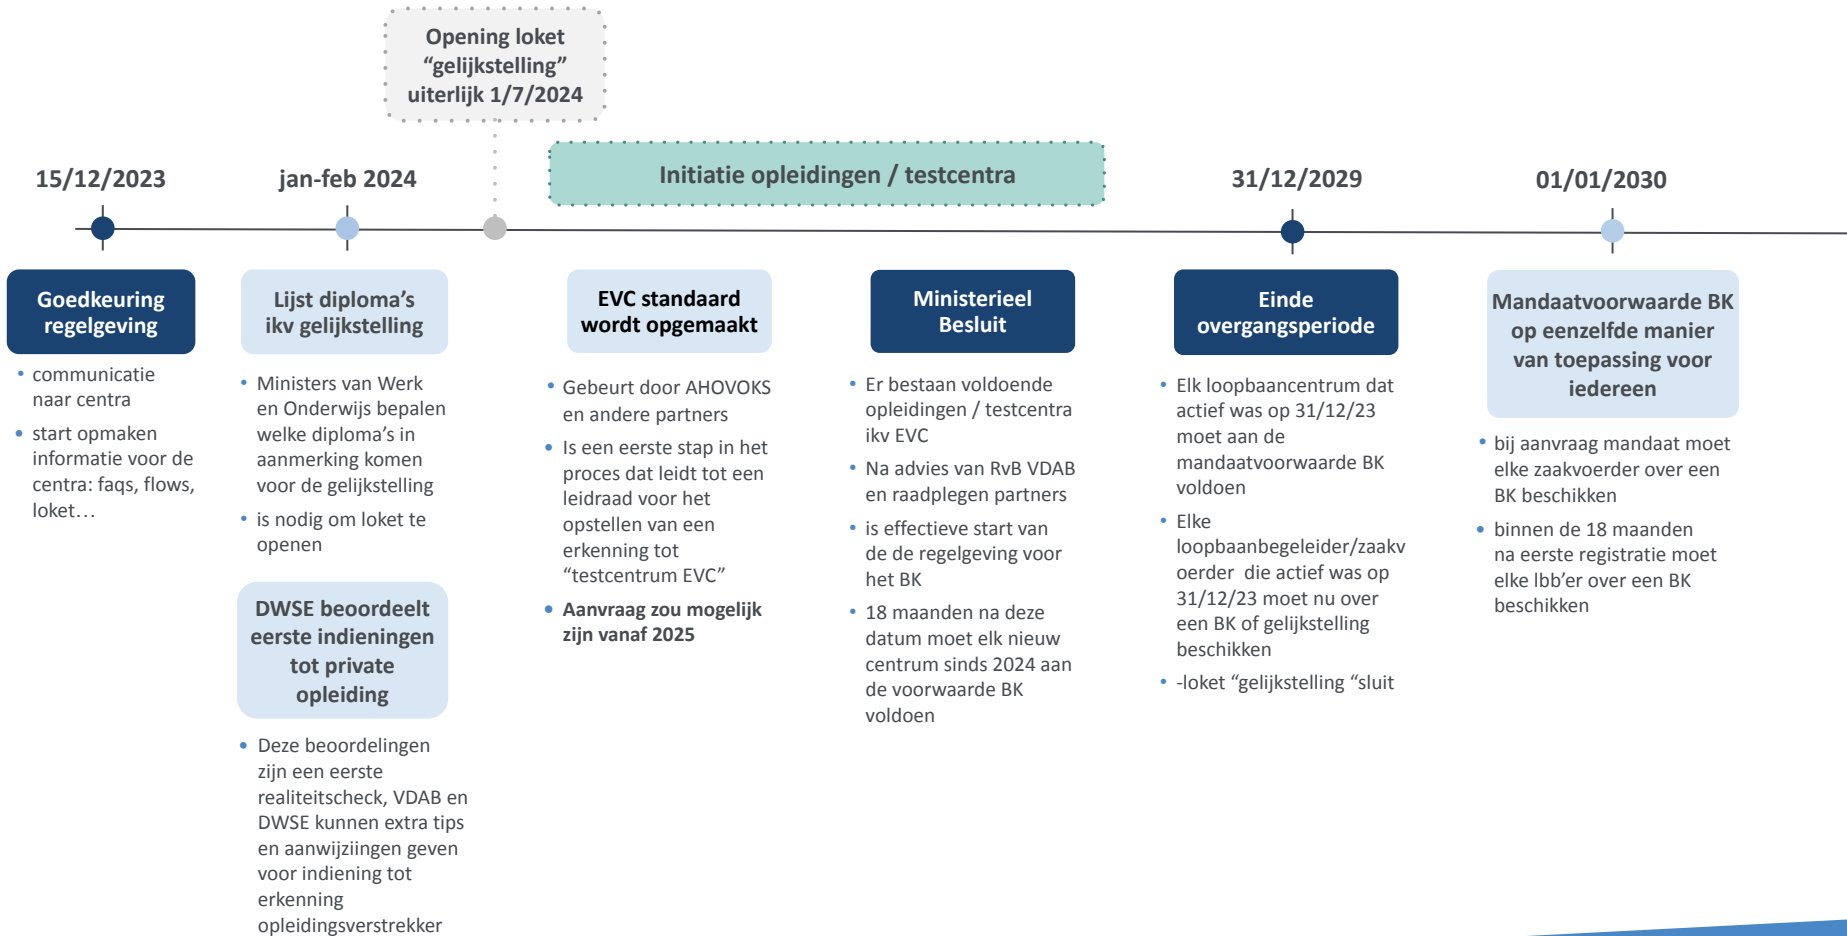 Opening loket
“gelijkstelling”
uiterlijk 1/7/2024
Initiatie opleidingen / testcentra
15/12/2023
jan-feb 2024
31/12/2029
01/01/2030
Goedkeuring
regelgeving
• communicatie
naar centra
• start opmaken
informatie voor de
centra: faqs, flows,
loket…
Lijst diploma’s
ikv gelijkstelling
• Ministers van Werk
en Onderwijs bepalen
welke diploma’s in
aanmerking komen
voor de gelijkstelling
• is nodig om loket te
openen
DWSE beoordeelt
eerste indieningen
tot private
opleiding
• Deze beoordelingen
zijn een eerste
realiteitscheck, VDAB en
DWSE kunnen extra tips
en aanwijziingen geven
voor indiening tot
erkenning
opleidingsverstrekker
EVC standaard
wordt opgemaakt
• Gebeurt door AHOVOKS
en andere partners
• Is een eerste stap in het
proces dat leidt tot een
leidraad voor het
opstellen van een
erkenning tot
“testcentrum EVC”
• Aanvraag zou mogelijk
zijn vanaf 2025
Ministerieel
Besluit
• Er bestaan voldoende
opleidingen / testcentra
ikv EVC
• Na advies van RvB VDAB
en raadplegen partners
• is effectieve start van
de de regelgeving voor
het BK
• 18 maanden na deze
datum moet elk nieuw
centrum sinds 2024 aan
de voorwaarde BK
voldoen
Einde
overgangsperiode
• Elk loopbaancentrum dat
actief was op 31/12/23
moet aan de
mandaatvoorwaarde BK
voldoen
• Elke
loopbaanbegeleider/zaakv
oerder die actief was op
31/12/23 moet nu over
een BK of gelijkstelling
beschikken
• -loket “gelijkstelling “sluit
Mandaatvoorwaarde BK
op eenzelfde manier
van toepassing voor
iedereen
• bij aanvraag mandaat moet
elke zaakvoerder over een
BK beschikken
• binnen de 18 maanden
na eerste registratie moet
elke lbb’er over een BK
beschikken